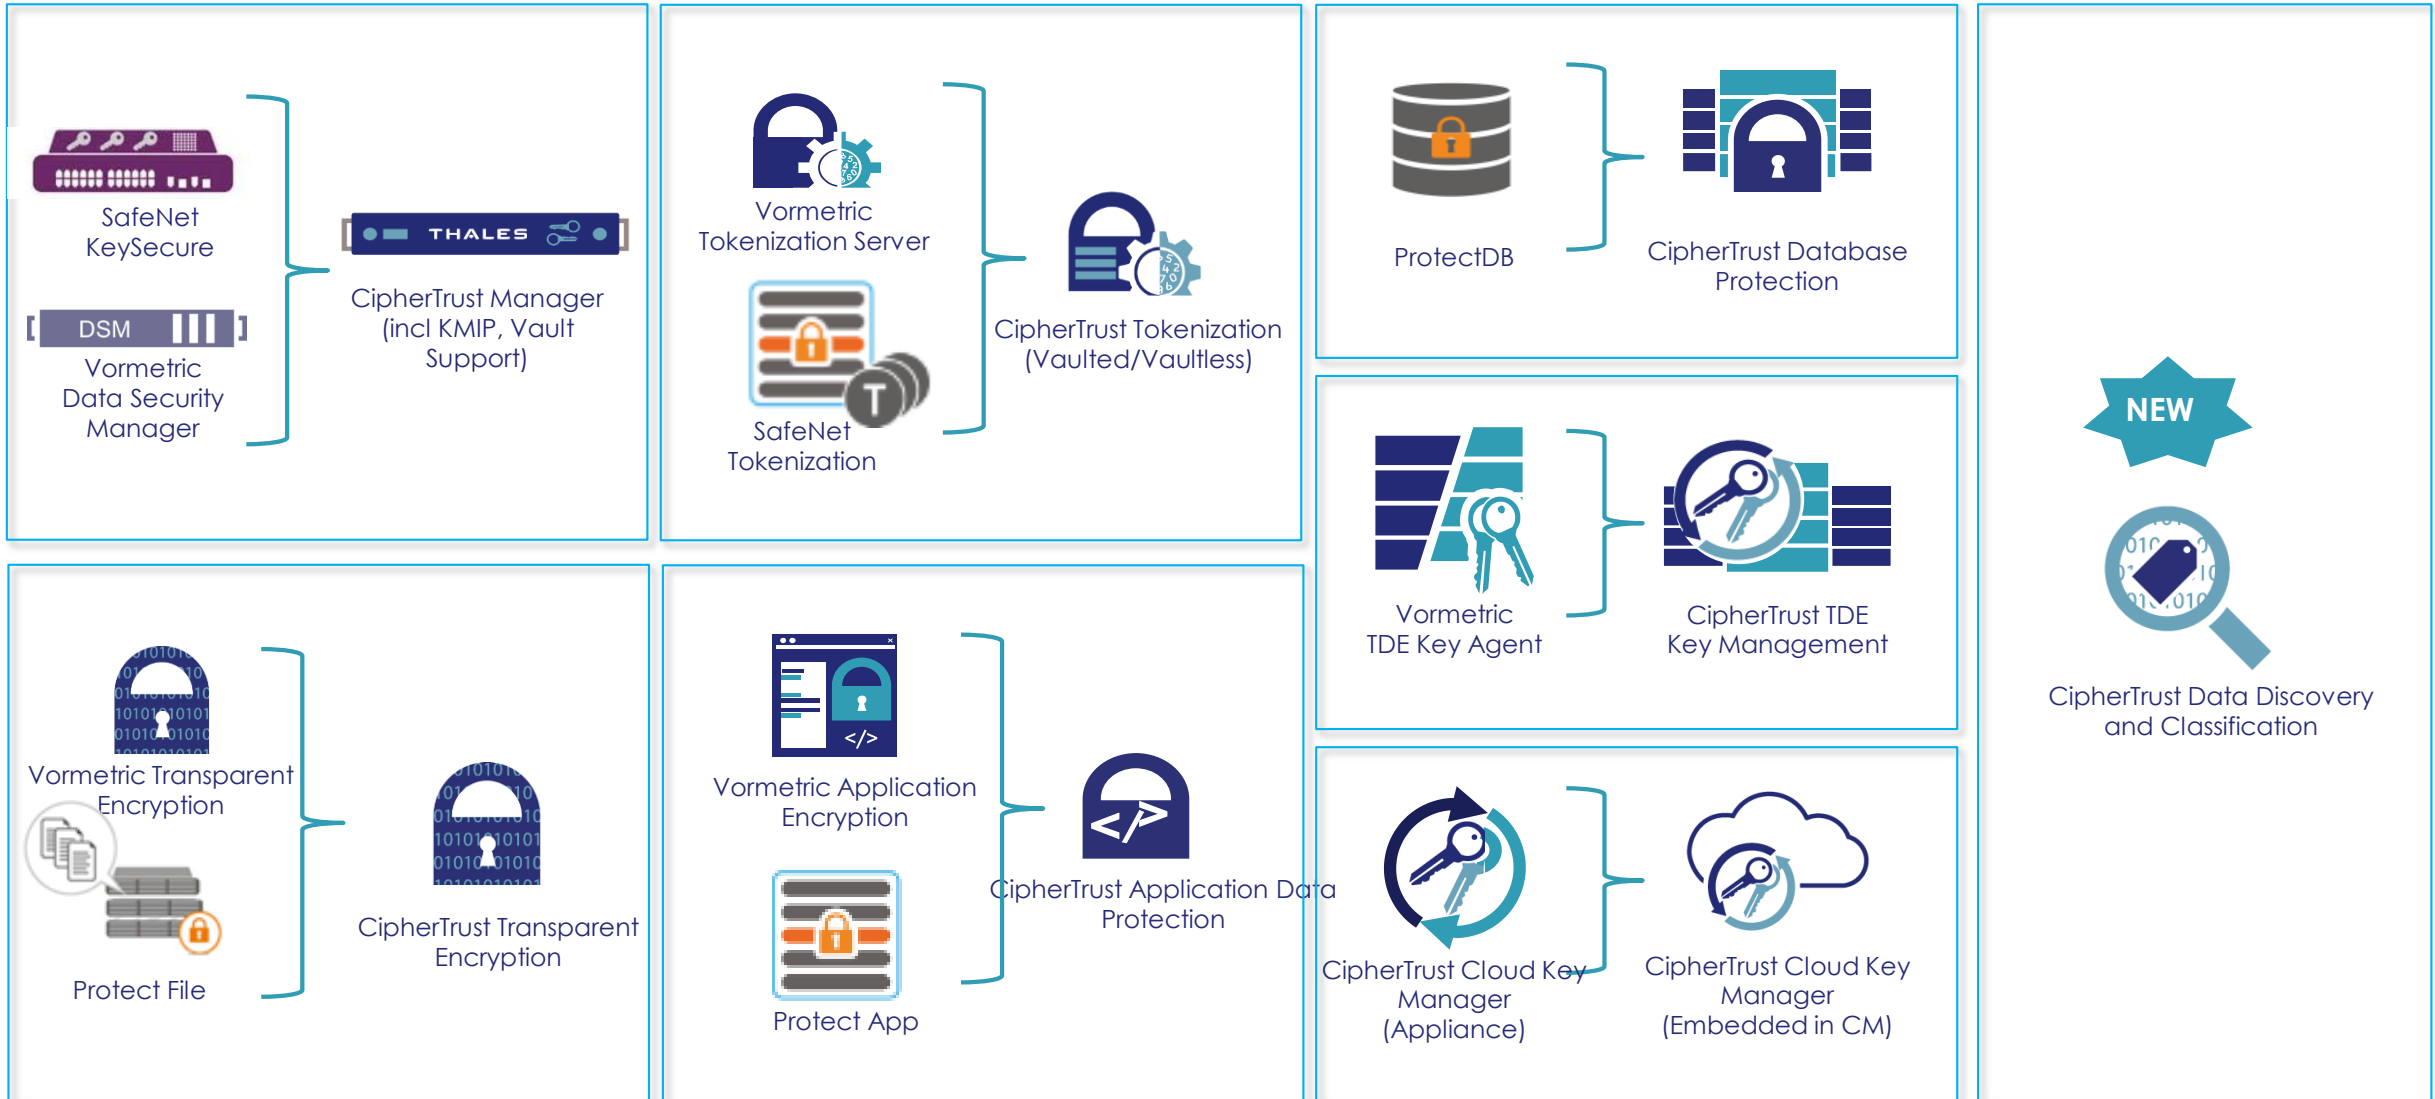 SafeNet
KeySecure
DSM
Vormetric
Data Security
Manager
THALES
CipherTrust Manager
(incl KMIP, Vault
Support)
Vormetric
Tokenization Server
T
SafeNet
Tokenization
CipherTrust Tokenization
(Vaulted/Vaultless)
ProtectDB
CipherTrust Database
Protection
Vormetric
TDE Key Agent
CipherTrust TDE
Key Management
NEW
CipherTrust Data Discovery
and Classification
Vormetric Transparent
Encryption
Protect File
CipherTrust Transparent
Encryption
</>
Vormetric Application
Encryption
Protect App
</>
CipherTrust Application Data
Protection
CipherTrust Cloud Key
Manager
(Appliance)
CipherTrust Cloud Key
Manager
(Embedded in CM)